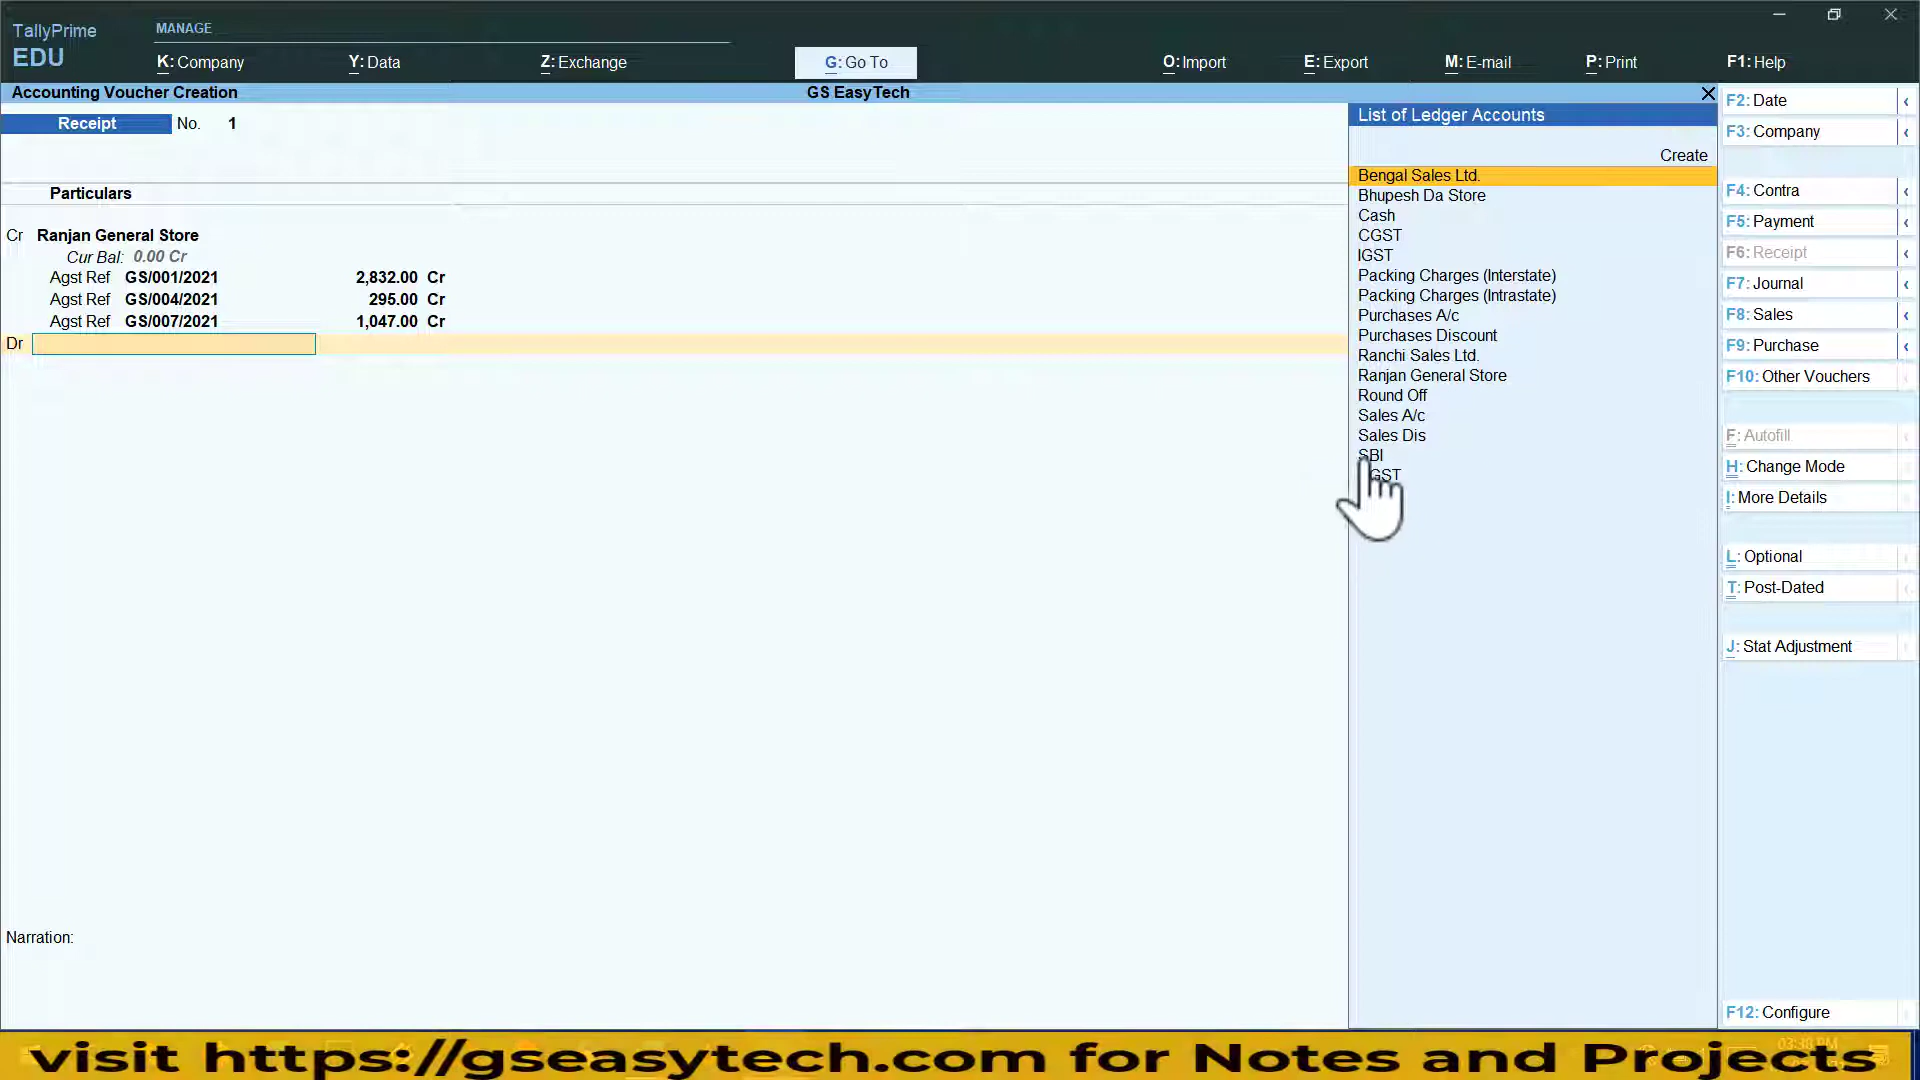 TallyPrime
EDU
MANAGE
K: Company
Y: Data
Z: Exchange
G: Go To
O: Import
E: Export
M: E-mail
P: Print
F1: Help
Accounting Voucher Creation
GS EasyTech
Receipt No. 1
Particulars
Cr Ranjan General Store
Cur Bal: 0.00 Cr
Agst Ref GS/001/2021 2,832.00 Cr
Agst Ref GS/004/2021 295.00 Cr
Agst Ref GS/007/2021 1,047.00 Cr
Dr
Narration:
List of Ledger Accounts
Create
Bengal Sales Ltd.
Bhupesh Da Store
Cash
CGST
IGST
Packing Charges (Interstate)
Packing Charges (Intrastate)
Purchases A/c
Purchases Discount
Ranchi Sales Ltd.
Ranjan General Store
Round Off
Sales A/c
Sales Dis
SBI
GST
F2: Date
F3: Company
F4: Contra
F5: Payment
F6: Receipt
F7: Journal
F8: Sales
F9: Purchase
F10: Other Vouchers
F: Autofill
H: Change Mode
I: More Details
L: Optional
T: Post-Dated
J: Stat Adjustment
F12: Configure
visit https://gseasytech.com for Notes and Projects